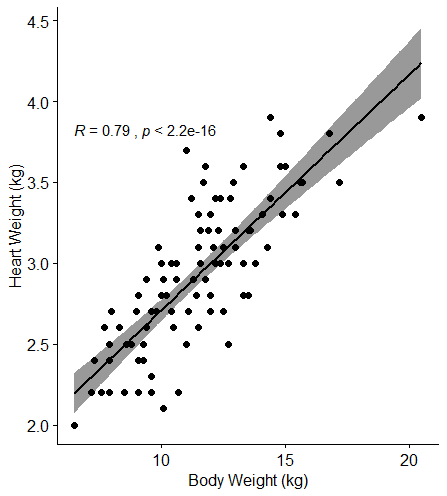 R = 0.79 , p < 2.2e-16
Heart Weight (kg)
4.5
4.0
3.5
3.0
2.5
2.0
10 15 20
Body Weight (kg)